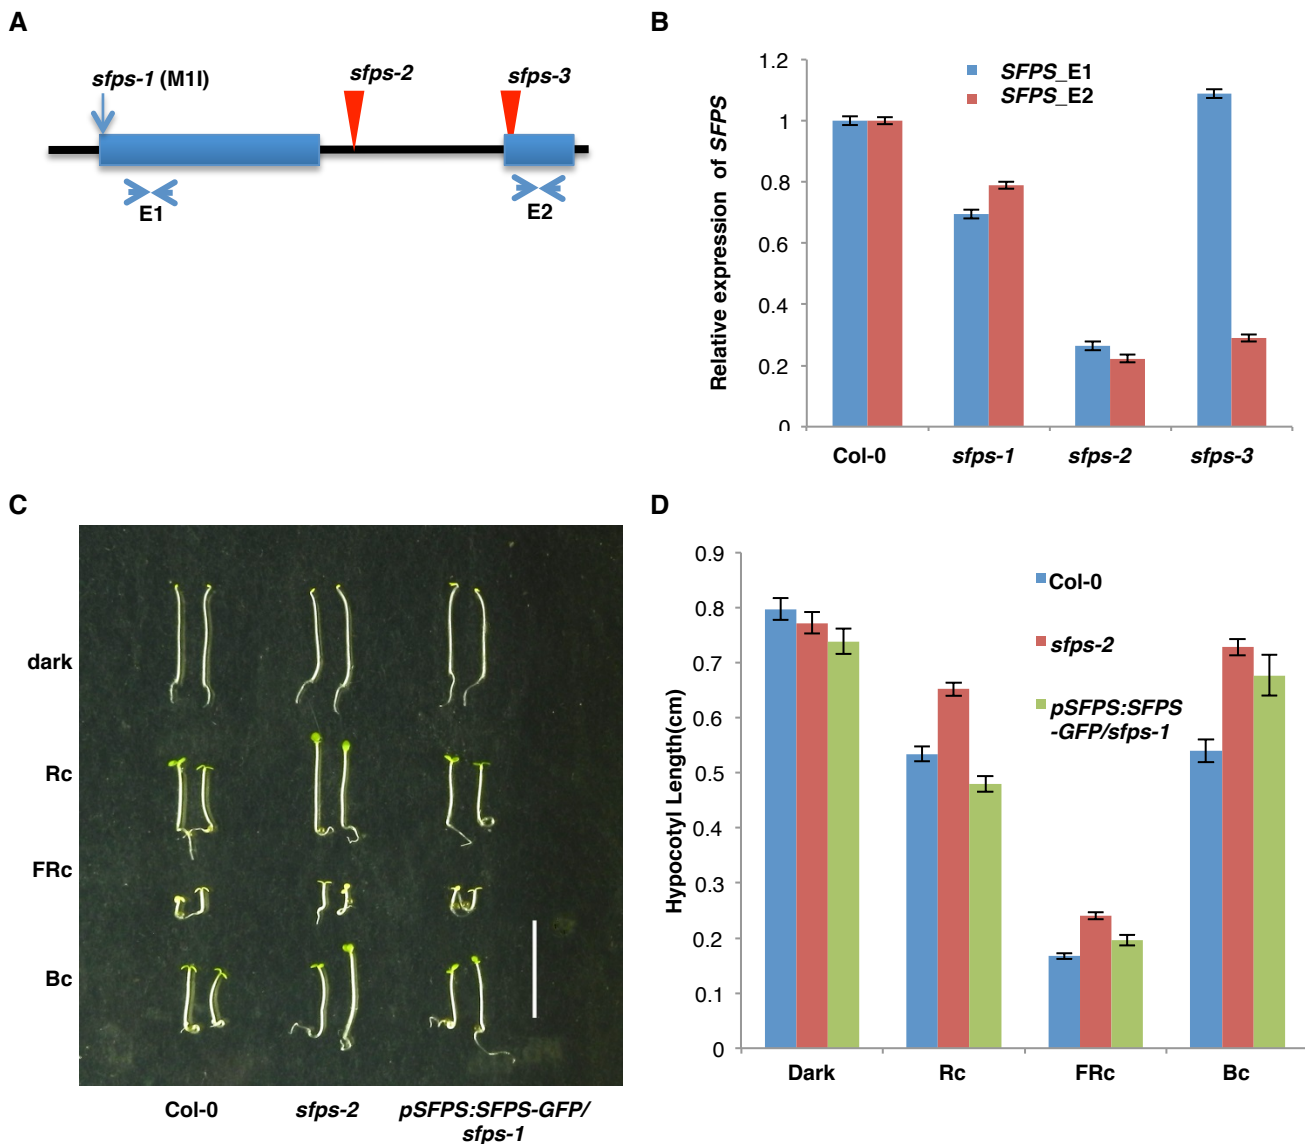 A
sfps-1 (M1I)
sfps-2
sfps-3
E1
E2
B
Relative expression of SFPS
1.2
1
0.8
0.6
0.4
0.2
0
SFPS_E1
SFPS_E2
Col-0
sfps-1
sfps-2
sfps-3
C
dark
Rc
FRc
Bc
Col-0
sfps-2
pSFPS:SFPS-GFP/
sfps-1
D
Hypocotyl Length(cm)
0.9
0.8
0.7
0.6
0.5
0.4
0.3
0.2
0.1
0
Col-0
sfps-2
pSFPS:SFPS
-GFP/sfps-1
Dark
Rc
FRc
Bc